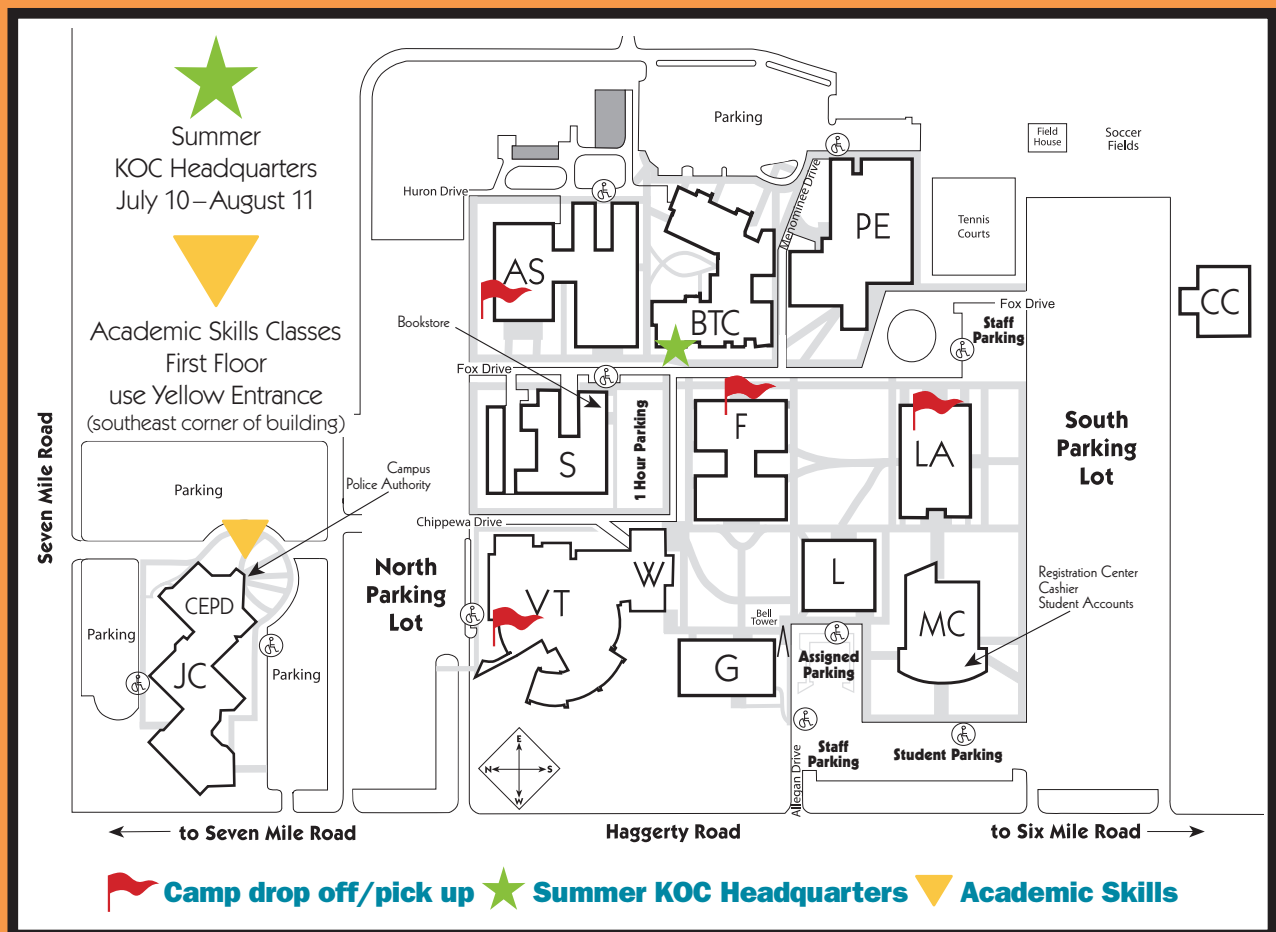 Summer
KOC Headquarters
July 10–August 11
Academic Skills Classes
First Floor
use Yellow Entrance
(southeast corner of building)
Seven Mile Road
Parking
Field
House
Soccer
Fields
Huron Drive
Menominee Drive
PE
Tennis
Courts
AS
BTC
CC
Bookstore
Fox Drive
Staff
Parking
Fox Drive
F
LA
South
Parking
Lot
S
1 Hour Parking
Campus
Police Authority
Parking
Chippewa Drive
North
Parking
Lot
W
VT
L
Registration Center
Cashier
Student Accounts
CEPD
Parking
JC
Parking
Bell
Tower
MC
G
Assigned
Parking
Staff
Parking
Student Parking
Allegan Drive
E
N S
W
to Seven Mile Road
Haggerty Road
to Six Mile Road
Camp drop off/pick up Summer KOC Headquarters Academic Skills